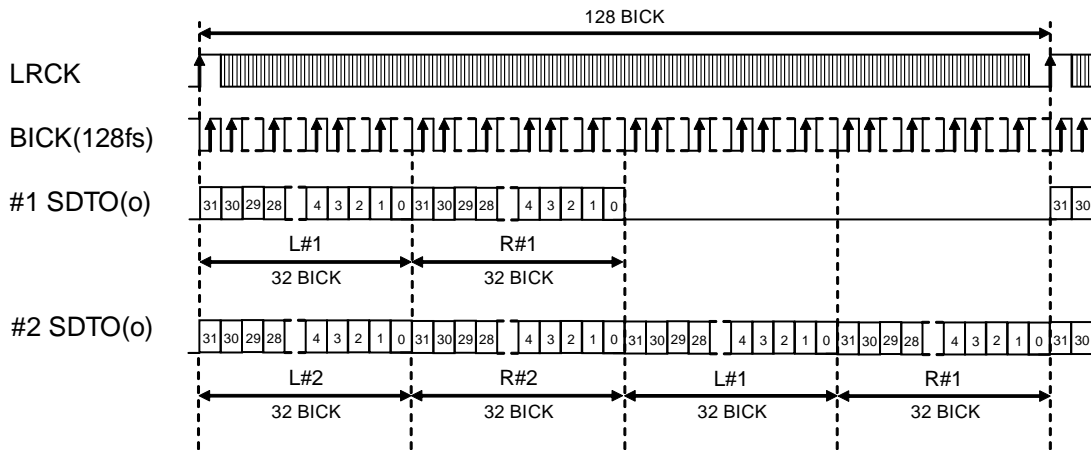 128 BICK
LRCK
BICK(128fs)
#1 SDTO(o)
31 30 29 28 4 3 2 1 0 31 30 29 28 4 3 2 1 0 31 30
L#1 R#1
32 BICK 32 BICK
#2 SDTO(o)
31 30 29 28 4 3 2 1 0 31 30 29 28 4 3 2 1 0 31 30 29 28 4 3 2 1 0 31 30 29 28 4 3 2 1 0 31 30
L#2 R#2 L#1 R#1
32 BICK 32 BICK 32 BICK 32 BICK